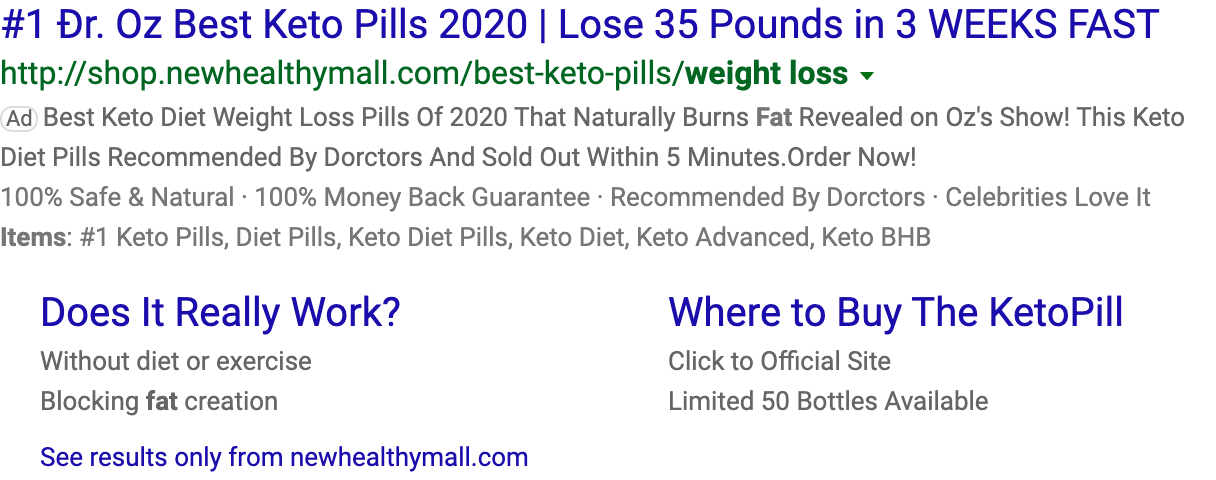 #1 Ðr. Oz Best Keto Pills 2020 | Lose 35 Pounds in 3 WEEKS FAST
http://shop.newhealthymall.com/best-keto-pills/weight loss
Ad Best Keto Diet Weight Loss Pills Of 2020 That Naturally Burns Fat Revealed on Oz's Show! This Keto
Diet Pills Recommended By Dorctors And Sold Out Within 5 Minutes.Order Now!
100% Safe & Natural · 100% Money Back Guarantee · Recommended By Dorctors · Celebrities Love It
Items: #1 Keto Pills, Diet Pills, Keto Diet Pills, Keto Diet, Keto Advanced, Keto BHB
Does It Really Work?
Without diet or exercise
Blocking fat creation
Where to Buy The KetoPill
Click to Official Site
Limited 50 Bottles Available
See results only from newhealthymall.com